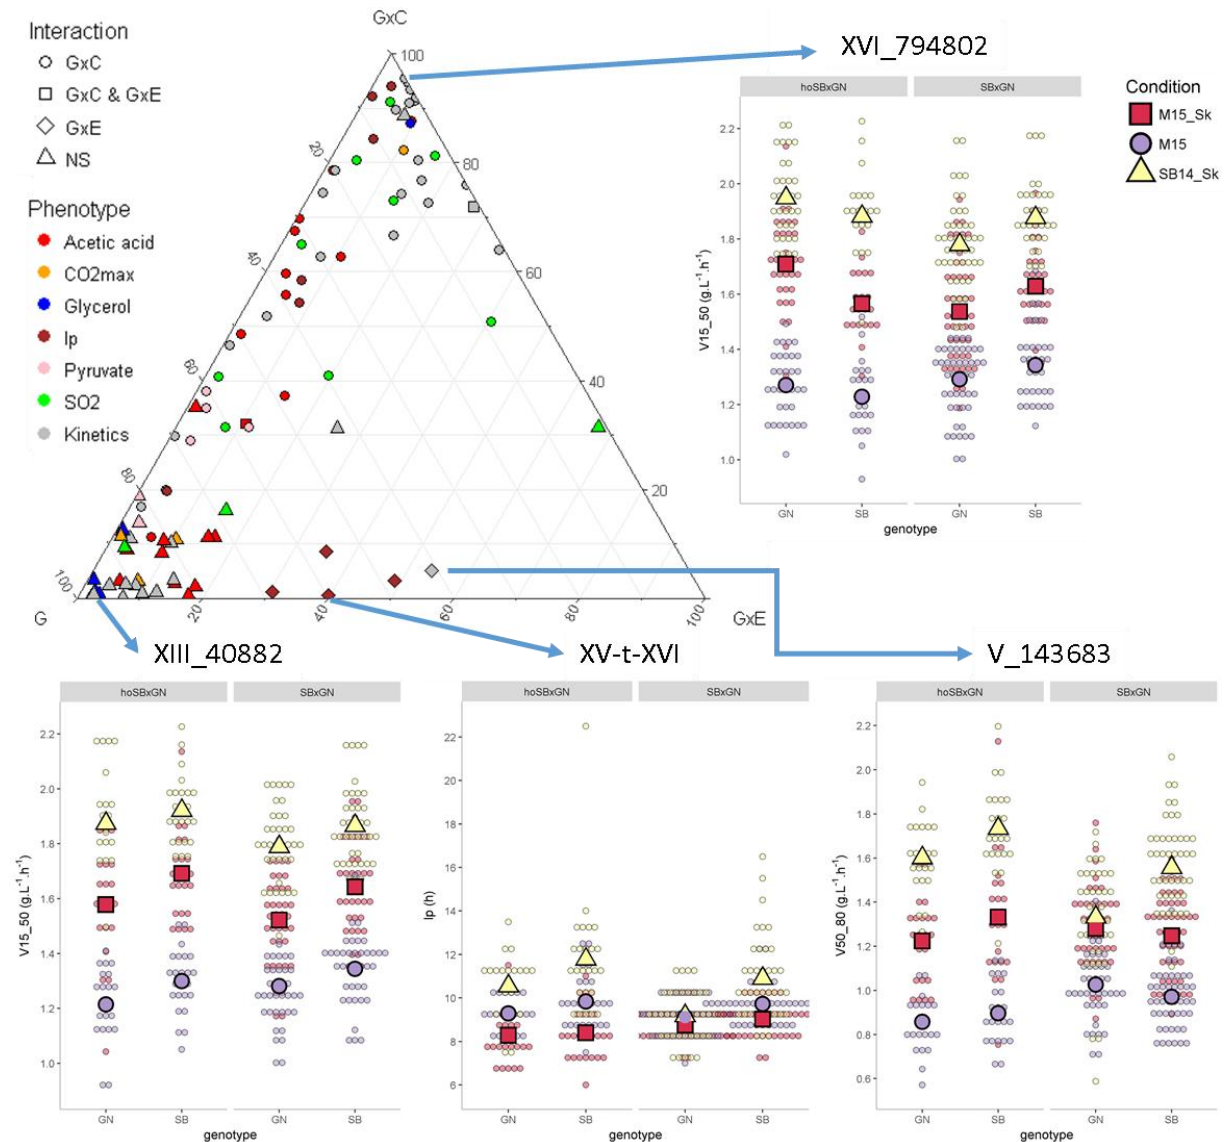 GxC
Interaction
GxC
GxC & GxE
GxE
NS
Phenotype
Acetic acid
CO2max
Glycerol
lp
Pyruvate
SO2
Kinetics
100
80
60
40
20
20
40
60
80
100
20
40
60
80
100
G
GxE
XVI_794802
hoSBxGN
SBxGN
V15_50 (g.L⁻¹.h⁻¹)
2.2
2.0
1.8
1.6
1.4
1.2
1.0
GN
SB
GN
SB
genotype
Condition
M15_Sk
M15
SB14_Sk
XIII_40882
hoSBxGN
SBxGN
V15_50 (g.L⁻¹.h⁻¹)
2.2
2.0
1.8
1.6
1.4
1.2
1.0
GN
SB
GN
SB
genotype
XV-t-XVI
hoSBxGN
SBxGN
lp (h)
22
20
18
16
14
12
10
8
6
GN
SB
GN
SB
genotype
V_143683
hoSBxGN
SBxGN
V50_80 (g.L⁻¹.h⁻¹)
2.2
2.0
1.8
1.6
1.4
1.2
1.0
0.8
0.6
GN
SB
GN
SB
genotype